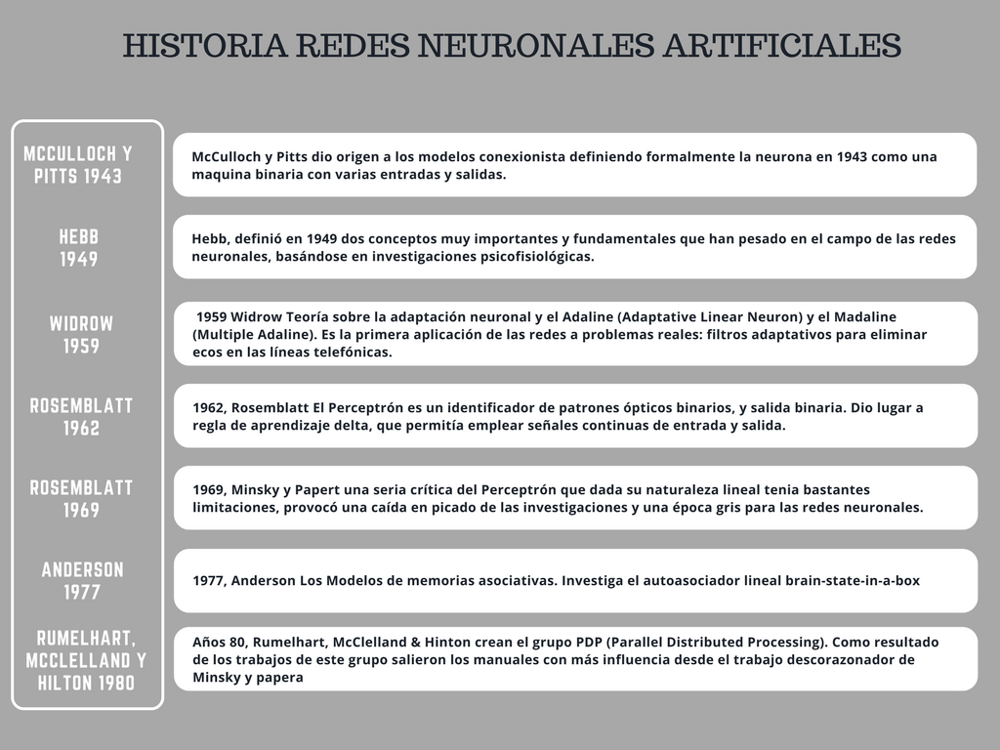 HISTORIA REDES NEURONALES ARTIFICIALES
MCCULLOCH Y
PITTS 1943
McCulloch y Pitts dio origen a los modelos conexionista definiendo formalmente la neurona en 1943 como una
maquina binaria con varias entradas y salidas.
HEBB
1949
Hebb, definió en 1949 dos conceptos muy importantes y fundamentales que han pesado en el campo de las redes
neuronales, basándose en investigaciones psicofisiológicas.
WIDROW
1959
1959 Widrow Teoría sobre la adaptación neuronal y el Adaline (Adaptative Linear Neuron) y el Madaline
(Multiple Adaline). Es la primera aplicación de las redes a problemas reales: filtros adaptativos para eliminar
ecos en las líneas telefónicas.
ROSEMBLATT
1962
1962, Rosemblatt El Perceptrón es un identificador de patrones ópticos binarios, y salida binaria. Dio lugar a
regla de aprendizaje delta, que permitía emplear señales continuas de entrada y salida.
ROSEMBLATT
1969
1969, Minsky y Papert una seria crítica del Perceptrón que dada su naturaleza lineal tenia bastantes
limitaciones, provocó una caída en picado de las investigaciones y una época gris para las redes neuronales.
ANDERSON
1977
1977, Anderson Los Modelos de memorias asociativas. Investiga el autoasociador lineal brain-state-in-a-box
RUMELHART,
MCCLELLAND Y
HILTON 1980
Años 80, Rumelhart, McClelland & Hinton crean el grupo PDP (Parallel Distributed Processing). Como resultado
de los trabajos de este grupo salieron los manuales con más influencia desde el trabajo descorazonador de
Minsky y papera